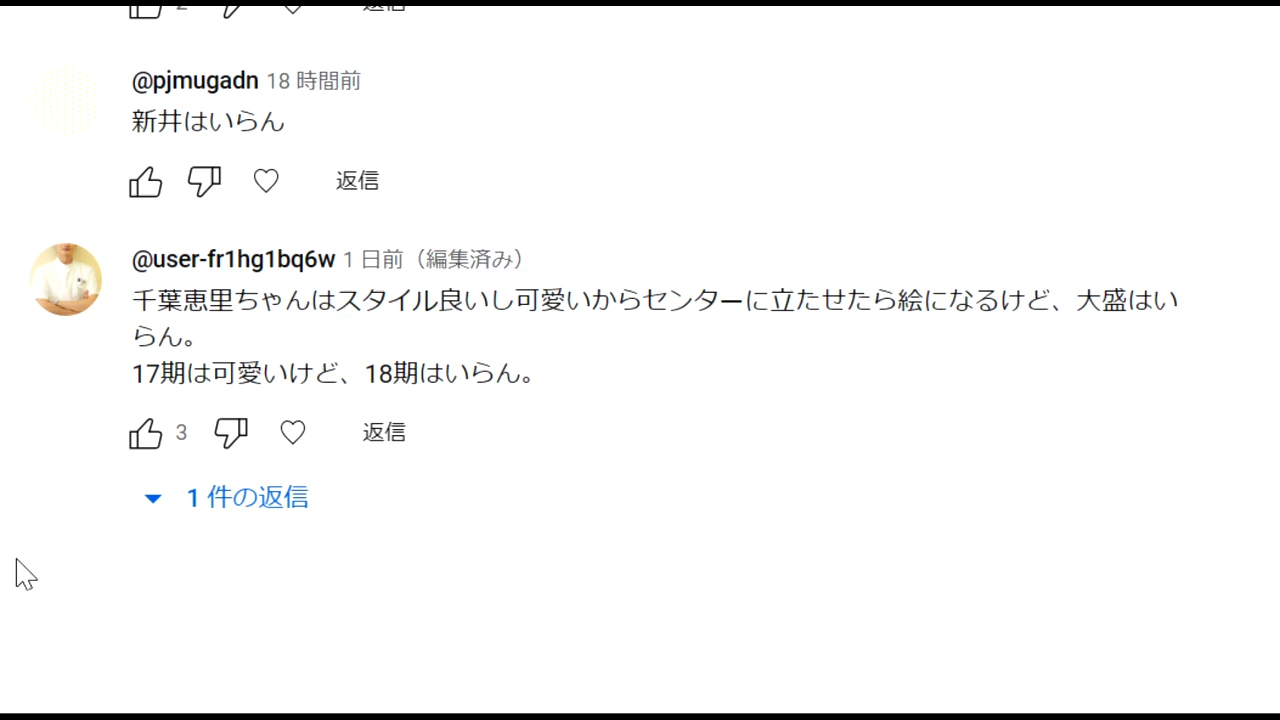 2 返信
@pjmugadn 18 時間前
新井はいらん
返信
@user-fr1hg1bq6w 1 日前（編集済み）
千葉恵里ちゃんはスタイル良いし可愛いからセンターに立たせたら絵になるけど、大盛はい
らん。
17期は可愛いけど、18期はいらん。
3 返信
1 件の返信